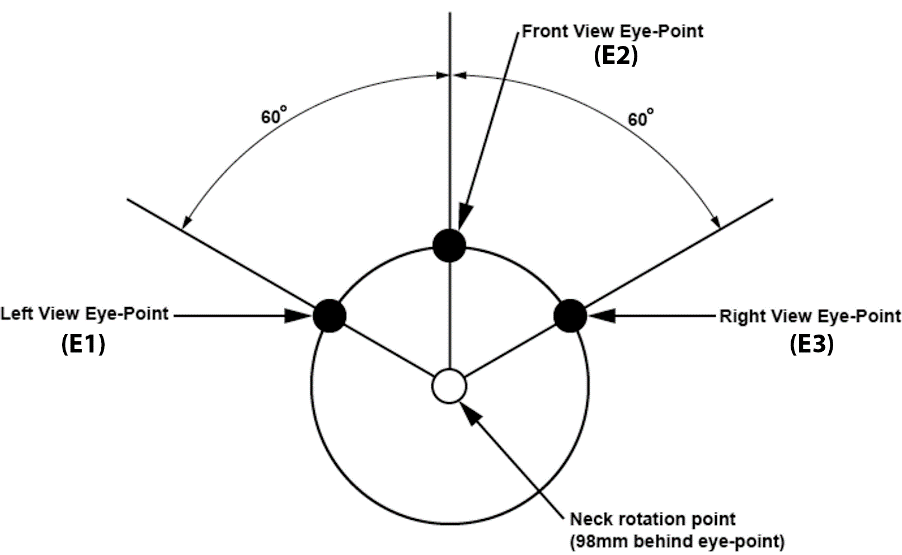 Front View Eye-Point
(E2)
60°
60°
Left View Eye-Point
(E1)
Right View Eye-Point
(E3)
Neck rotation point
(98mm behind eye-point)